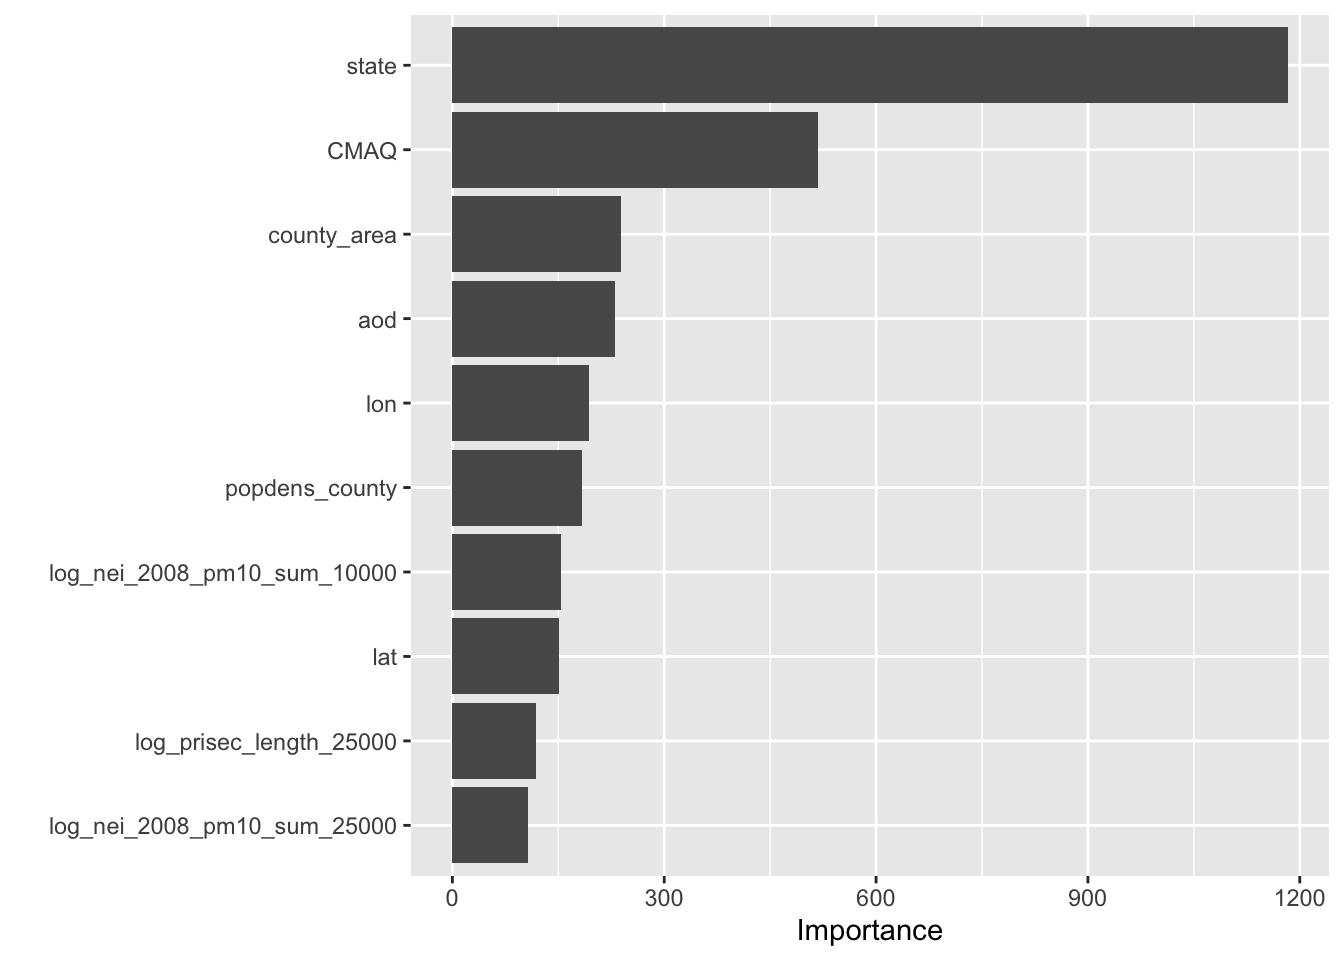 state
CMAQ
county_area
aod
lon
popdens_county
log_nei_2008_pm10_sum_10000
lat
log_prisec_length_25000
log_nei_2008_pm10_sum_25000
0 300 600 900 1200
Importance